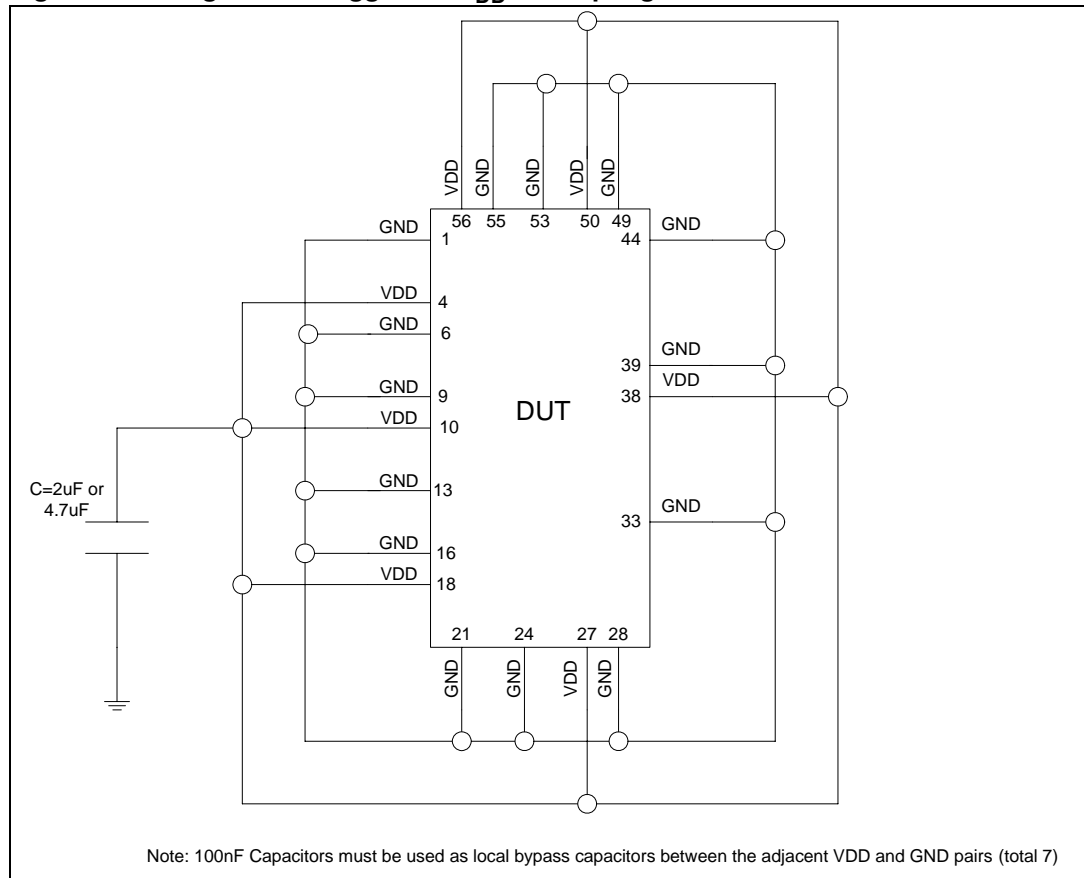 VDD
GND
GND
VDD
GND
56 55 53 50 49
GND 1
44 GND
VDD 4
GND 6
39 GND
GND 9
38 VDD
VDD 10
DUT
C=2uF or
4.7uF
GND 13
33 GND
GND 16
VDD 18
21 24 27 28
GND
GND
VDD
GND
Note: 100nF Capacitors must be used as local bypass capacitors between the adjacent VDD and GND pairs (total 7)